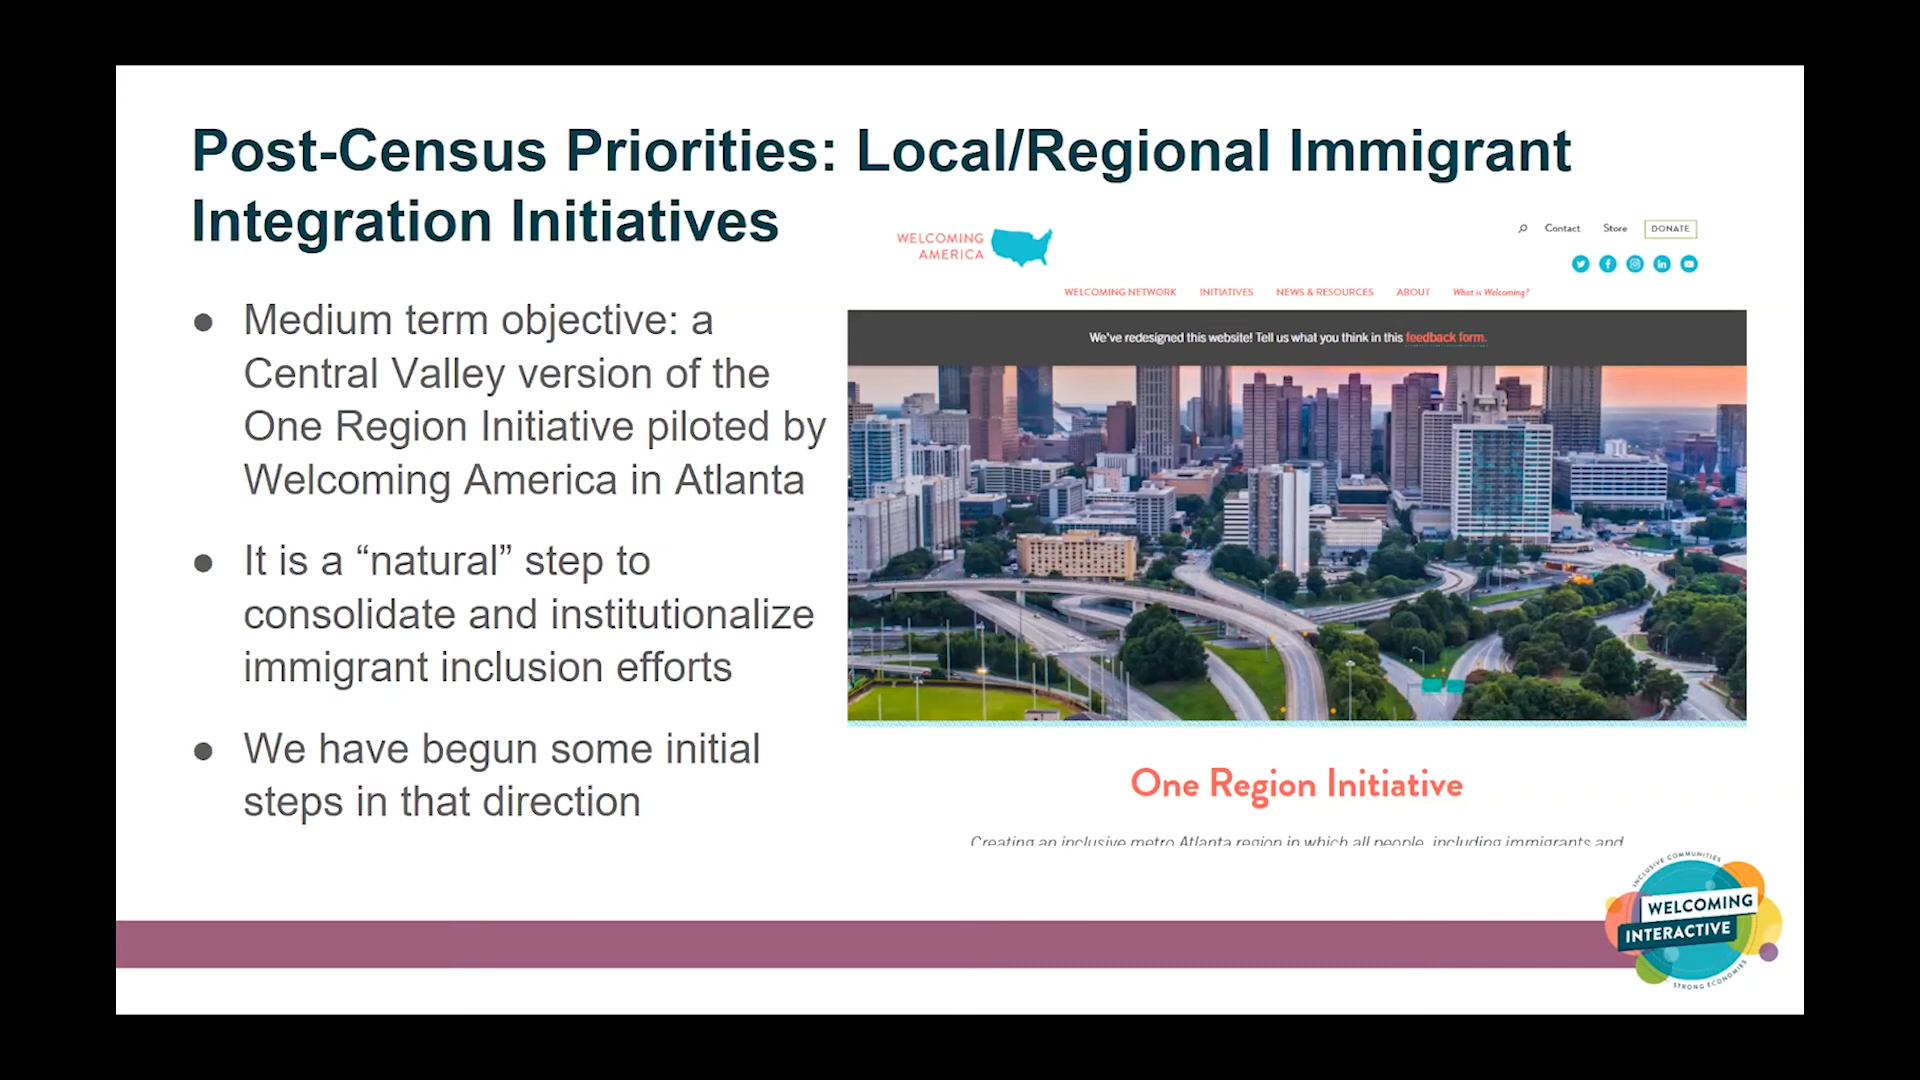 Post-Census Priorities: Local/Regional Immigrant
Integration Initiatives
● Medium term objective: a
Central Valley version of the
One Region Initiative piloted by
Welcoming America in Atlanta
● It is a “natural” step to
consolidate and institutionalize
immigrant inclusion efforts
● We have begun some initial
steps in that direction
WELCOMING
AMERICA
Contact Store DONATE
WELCOMING NETWORK INITIATIVES NEWS & RESOURCES ABOUT What is Welcoming?
We've redesigned this website! Tell us what you think in this feedback form.
One Region Initiative
Creating an inclusive metro Atlanta region in which all people, including immigrants and
INCLUSIVE COMMUNITIES
WELCOMING
INTERACTIVE
STRONG ECONOMIES